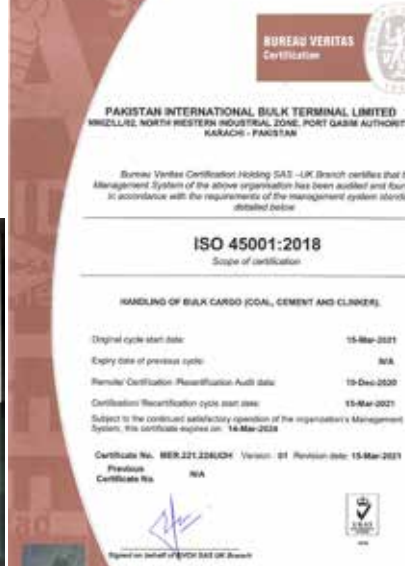 BUREAU VERITAS
Certification
PAKISTAN INTERNATIONAL BULK TERMINAL LIMITED
NORTH WESTERN INDUSTRIAL ZONE, PORT QASIM AUTHORIT
KARACHI - PAKISTAN
Bureau Veritas Certification Holding SAS – UK Branch certifies that t
Management System of the above organisation has been audited and foun
in accordance with the requirements of the management system standa
detailed below
ISO 45001:2018
Scope of certification
HANDLING OF BULK CARGO (COAL, CEMENT AND CLINKER).
Original cycle start date: 15-Mar-2021
Expiry date of previous cycle: N/A
Remote/ Certification /Recertification Audit date: 19-Dec-2020
Certification/ Recertification cycle start date: 15-Mar-2021
Subject to the continued satisfactory operation of the organization's Management
System, this certificate expires on: 14-Mar-2024
Certificate No. Version: 01 Revision date: 15-Mar-2021
Previous N/A
Certificate No.
Signed on behalf of BVCH SAS UK Branch
UKAS